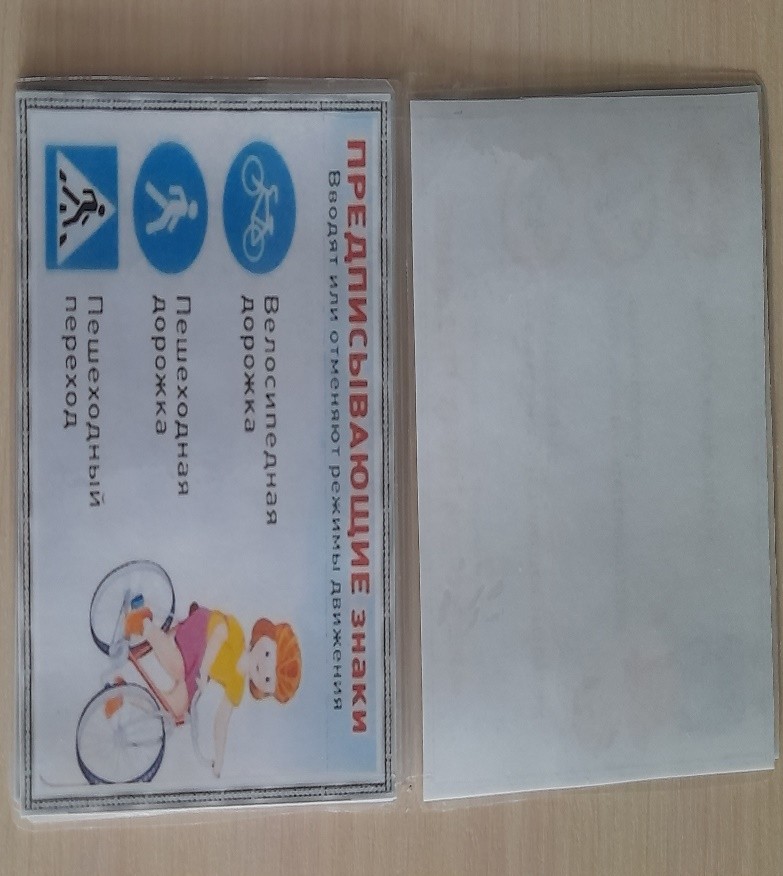 ПРЕДПИСЫВАЮЩИЕ знаки
Вводят или отменяют режимы движения
Велосипедная
дорожка
Пешеходная
дорожка
Пешеходный
переход